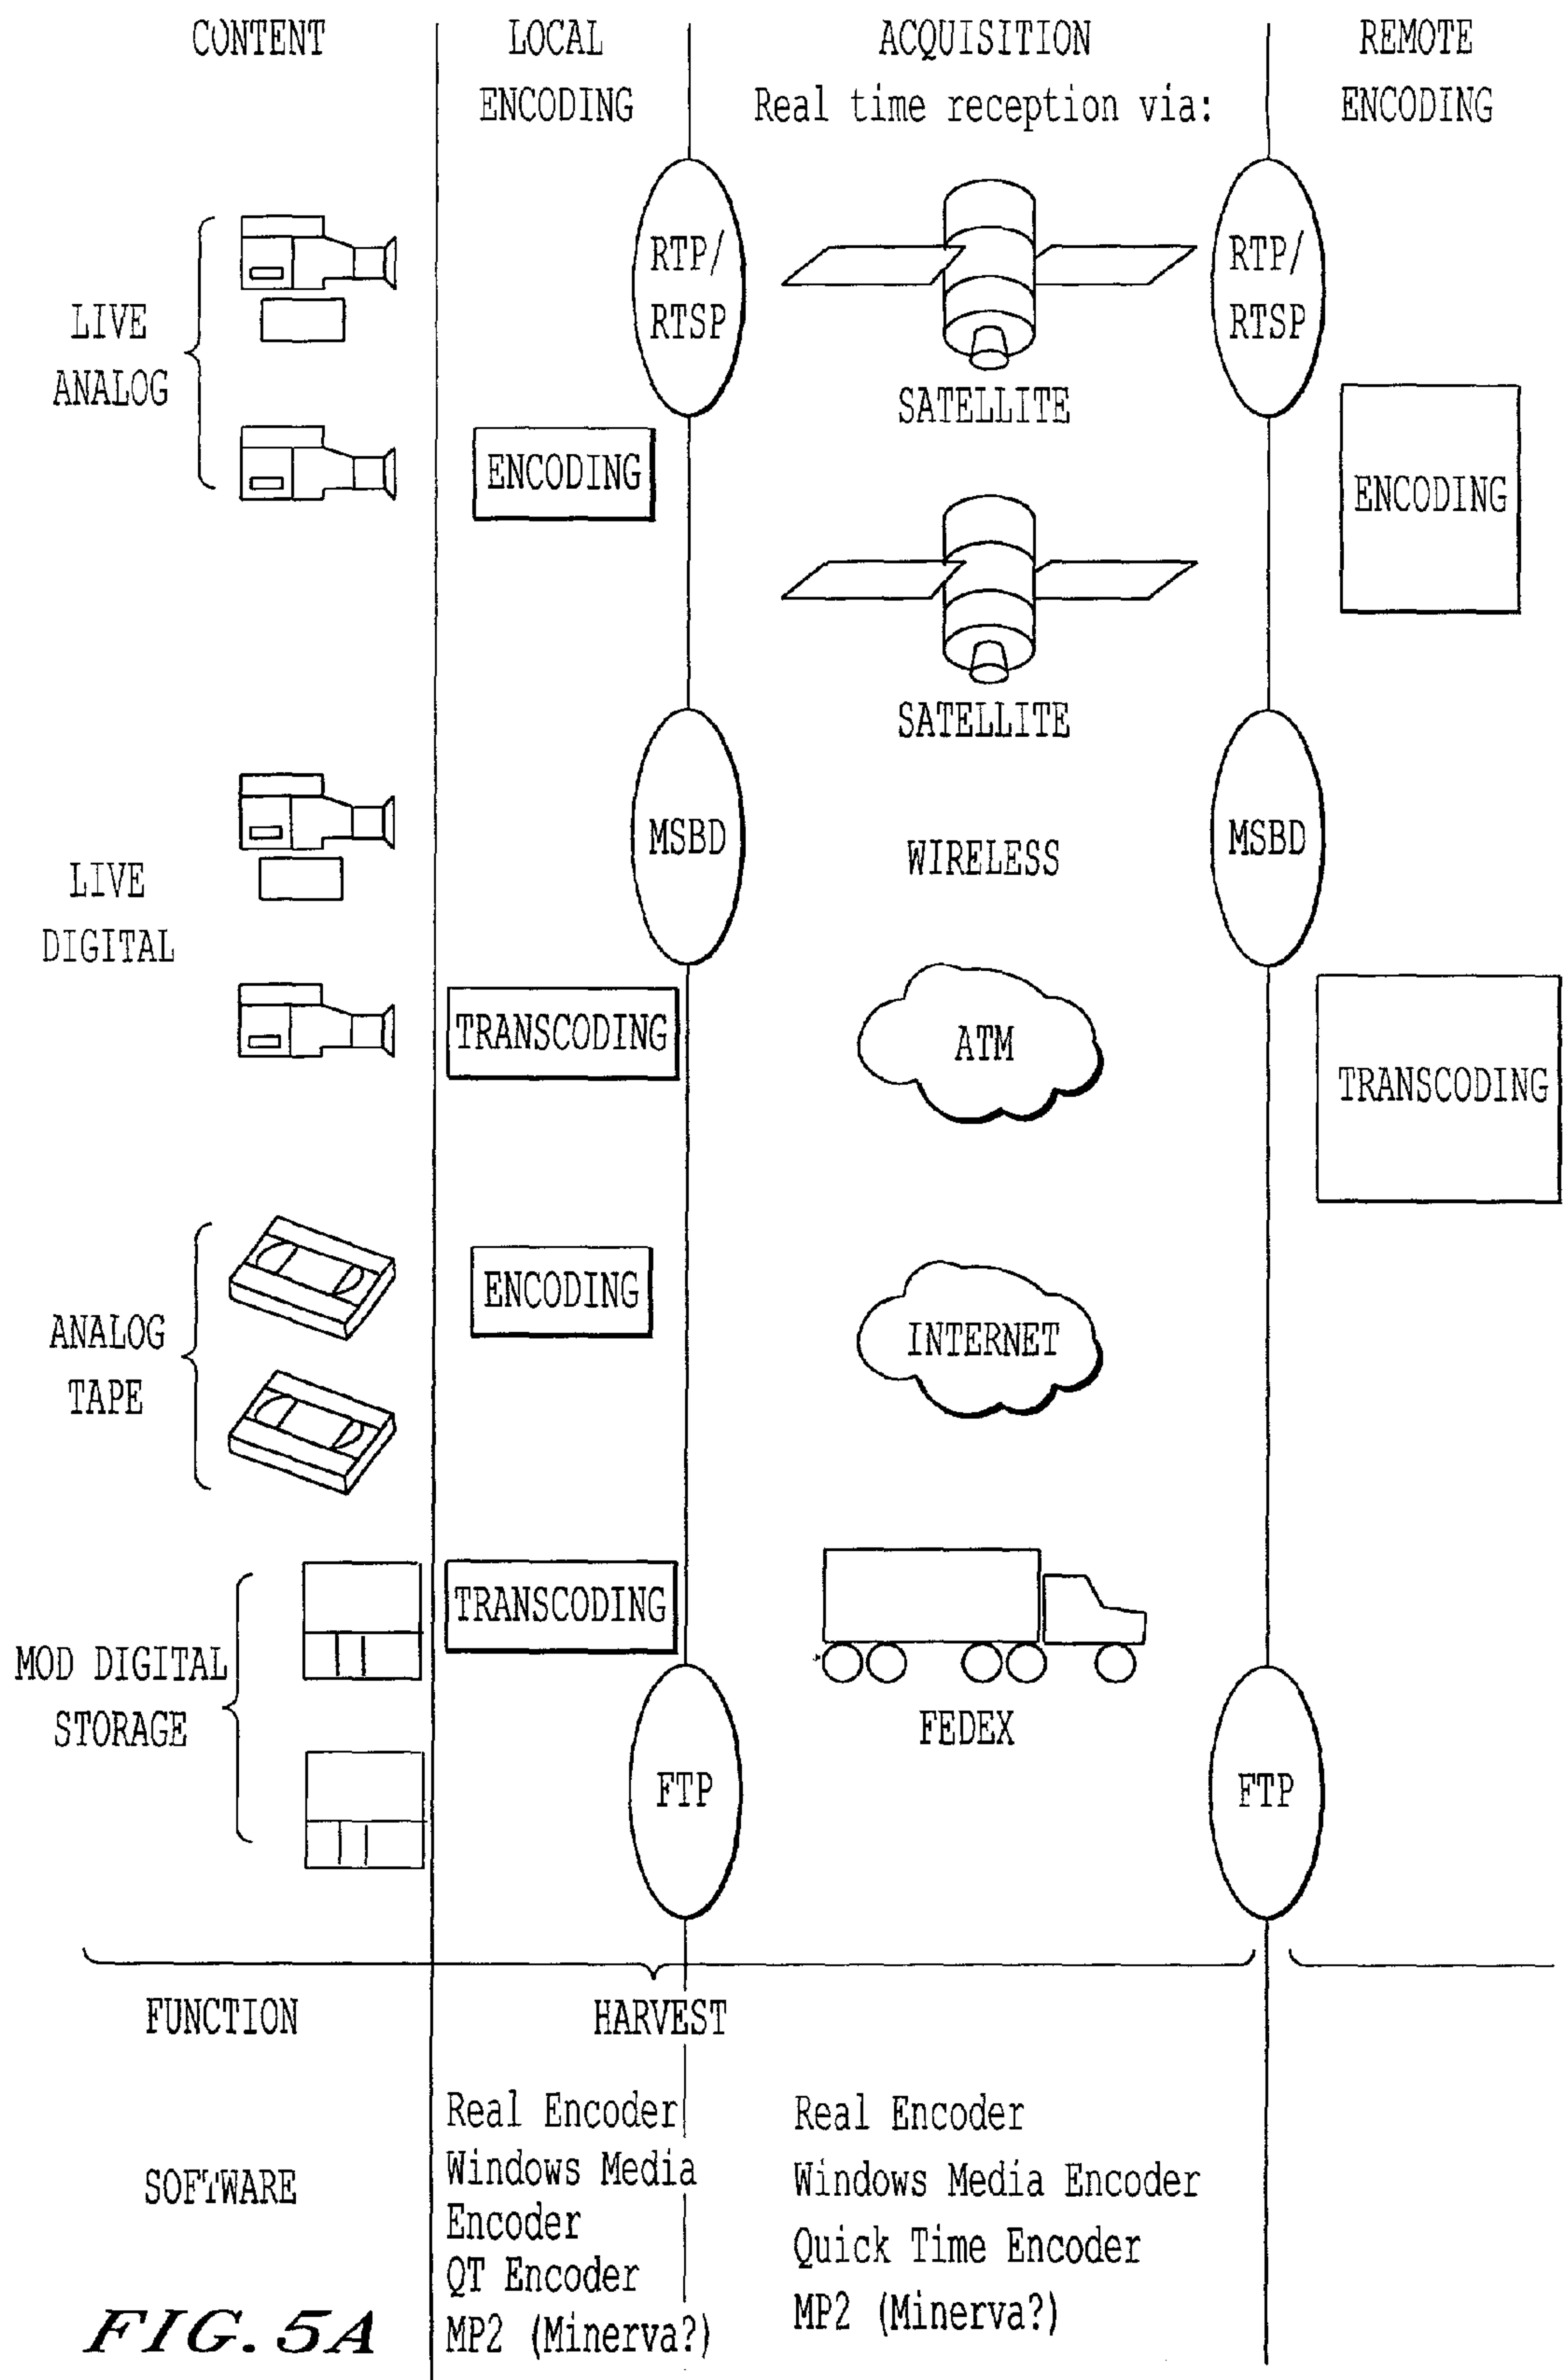 CONTENT
LOCAL
ENCODING
ACQUISITION
Real time reception via:
REMOTE
ENCODING
LIVE
ANALOG
RTP/
RTSP
SATELLITE
RTP/
RTSP
ENCODING
ENCODING
SATELLITE
LIVE
DIGITAL
MSBD
WIRELESS
MSBD
TRANSCODING
ATM
TRANSCODING
ANALOG
TAPE
ENCODING
INTERNET
MOD DIGITAL
STORAGE
TRANSCODING
FEDEX
FTP
FTP
FUNCTION
HARVEST
SOFTWARE
Real Encoder
Windows Media
Encoder
QT Encoder
MP2 (Minerva?)
Real Encoder
Windows Media Encoder
Quick Time Encoder
MP2 (Minerva?)
FIG. 5A